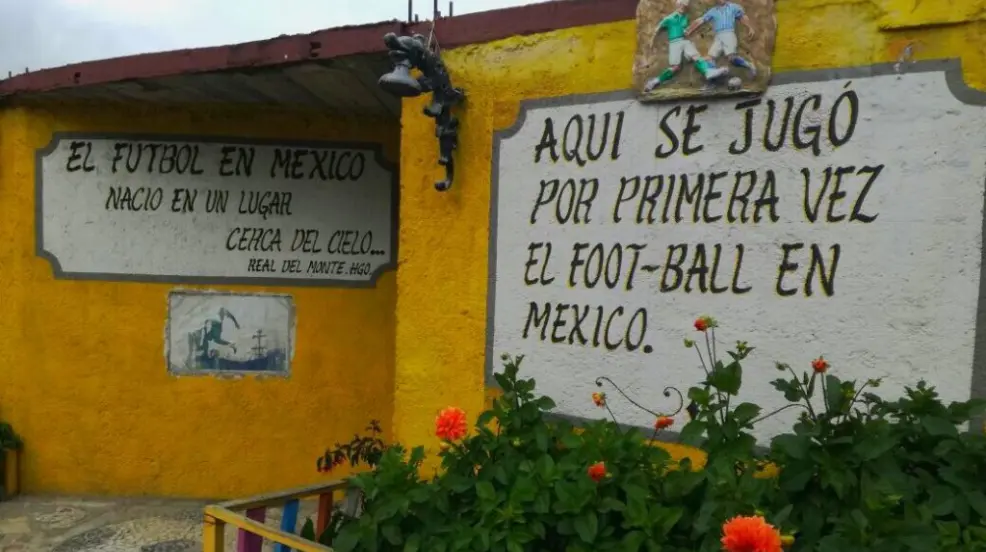 EL FUTBOL EN MEXICO
NACIO EN UN LUGAR
CERCA DEL CIELO...
REAL DEL MONTE.HGO.
AQUI SE JUGÓ
POR PRIMERA VEZ
EL FOOT-BALL EN
MEXICO.